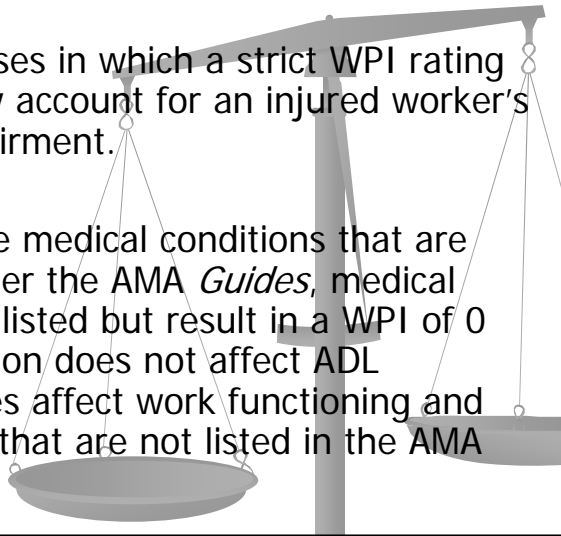 ses in which a strict WPI rating
y account for an injured worker's
irment.
e medical conditions that are
er the AMA Guides, medical
listed but result in a WPI of 0
on does not affect ADL
es affect work functioning and
that are not listed in the AMA